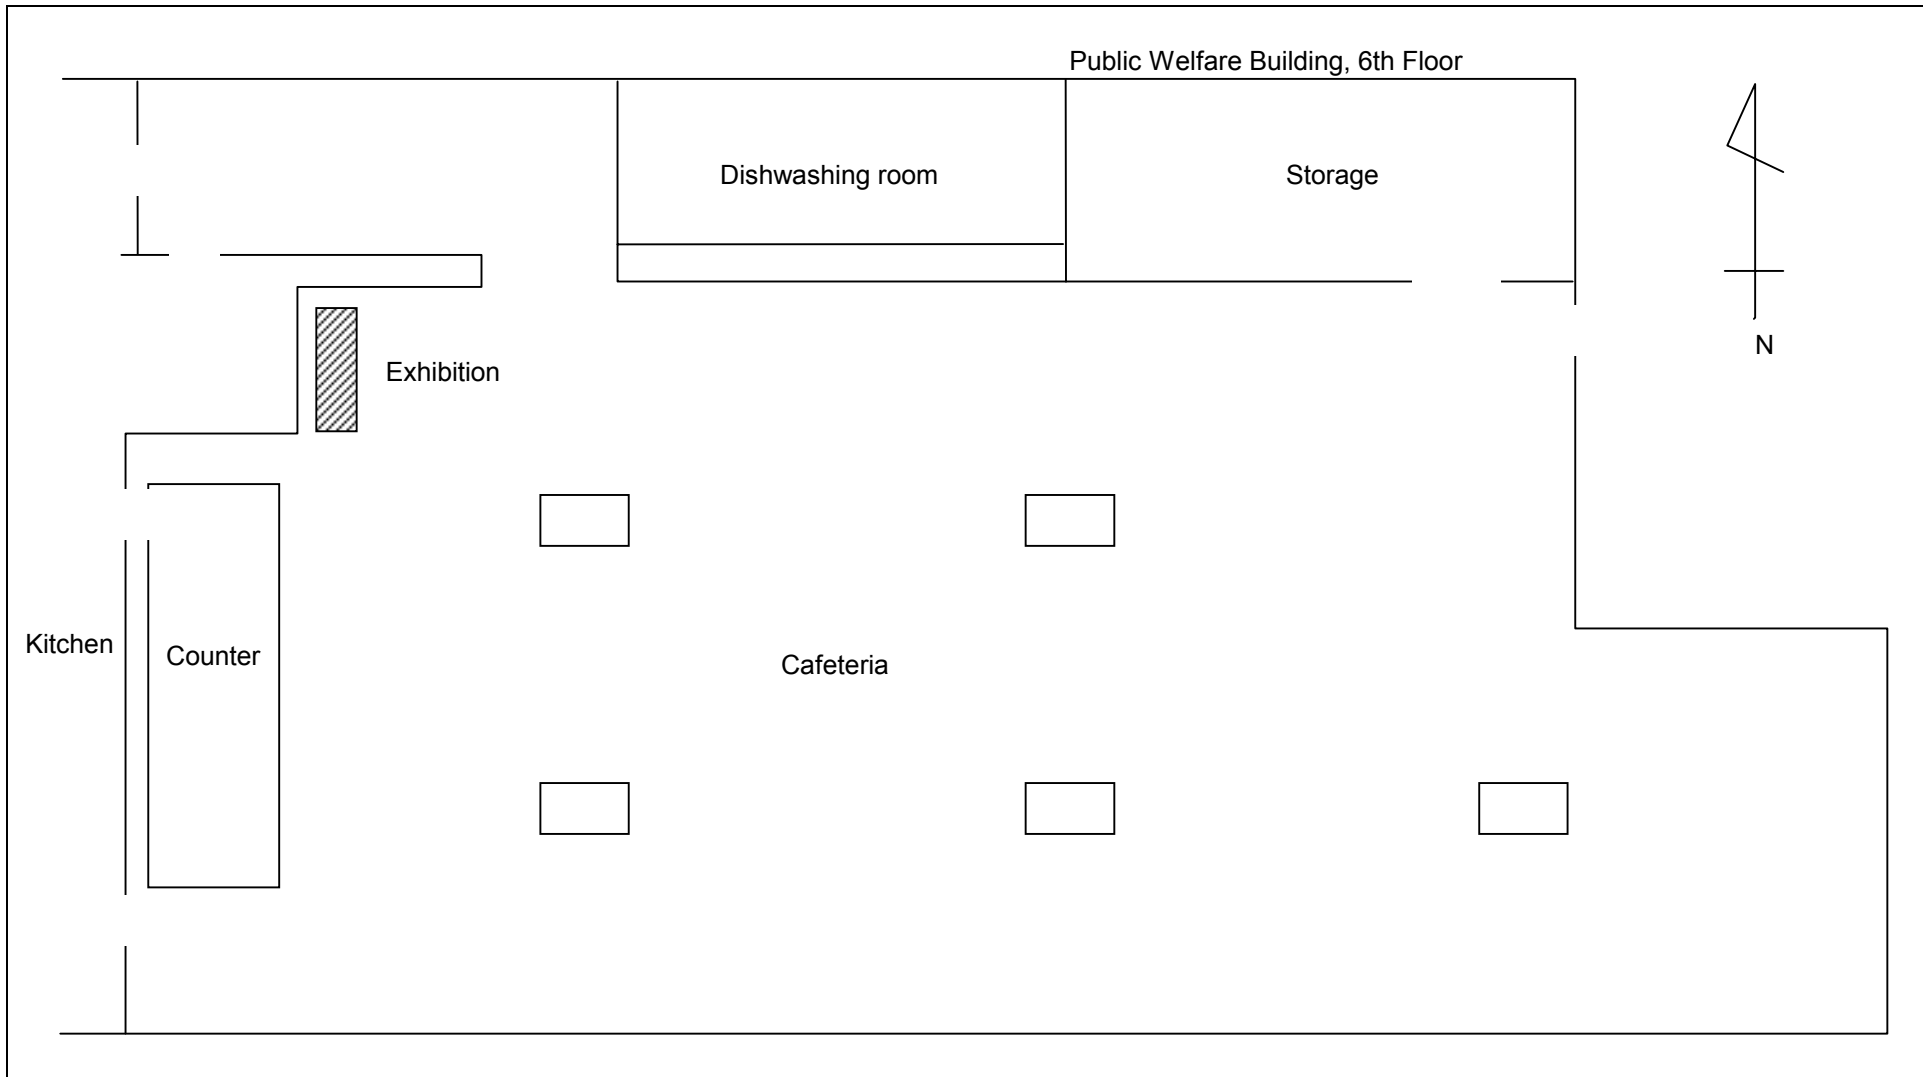 Public Welfare Building, 6th Floor
Dishwashing room
Storage
N
Exhibition
Kitchen
Counter
Cafeteria